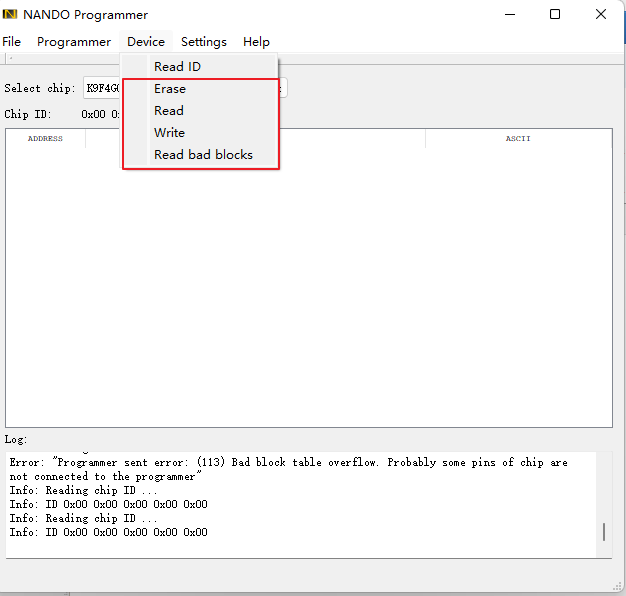 NANDO Programmer
File Programmer Device Settings Help
Read ID
Select chip: K9F4G
Erase
Read
Chip ID: 0x00
Write
Read bad blocks
ADDRESS ASCII
Log:
Error: "Programmer sent error: (113) Bad block table overflow. Probably some pins of chip are
not connected to the programmer"
Info: Reading chip ID ...
Info: ID 0x00 0x00 0x00 0x00 0x00
Info: Reading chip ID ...
Info: ID 0x00 0x00 0x00 0x00 0x00